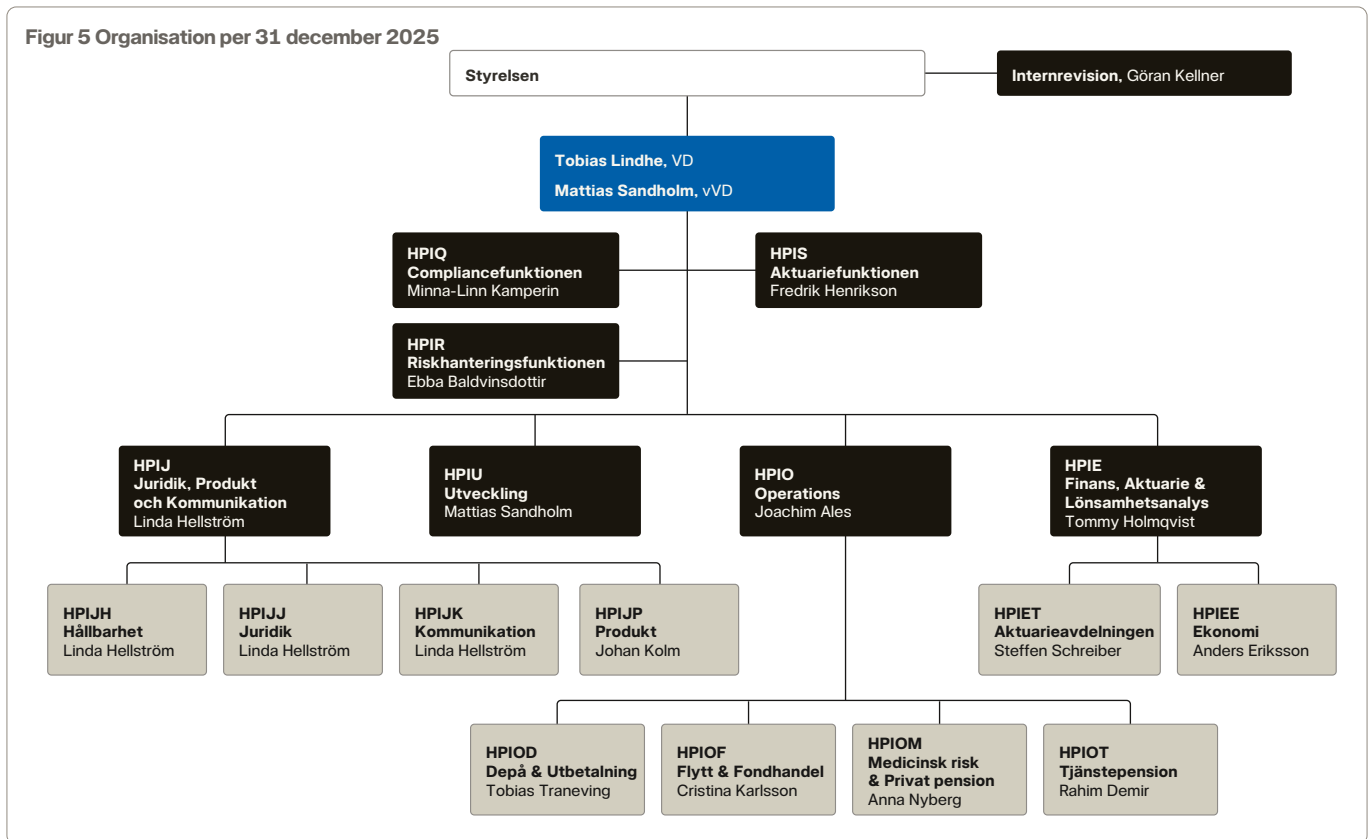 Figur 5 Organisation per 31 december 2025
Styrelsen
Internrevision, Göran Kellner
Tobias Lindhe, VD
Mattias Sandholm, vVD
HPIQ
Compliancefunktionen
Minna-Linn Kamperin
HPIS
Aktuariefunktionen
Fredrik Henrikson
HPIR
Riskhanteringsfunktionen
Ebba Baldvinsdottir
HPIJ
Juridik, Produkt
och Kommunikation
Linda Hellström
HPIU
Utveckling
Mattias Sandholm
HPIO
Operations
Joachim Ales
HPIE
Finans, Aktuarie &
Lönsamhetsanalys
Tommy Holmqvist
HPIJH
Hållbarhet
Linda Hellström
HPIJJ
Juridik
Linda Hellström
HPIJK
Kommunikation
Linda Hellström
HPIJP
Produkt
Johan Kolm
HPIET
Aktuarieavdelningen
Steffen Schreiber
HPIEE
Ekonomi
Anders Eriksson
HPIOD
Depå & Utbetalning
Tobias Traneving
HPIOF
Flytt & Fondhandel
Cristina Karlsson
HPIOM
Medicinsk risk
& Privat pension
Anna Nyberg
HPIOT
Tjänstepension
Rahim Demir